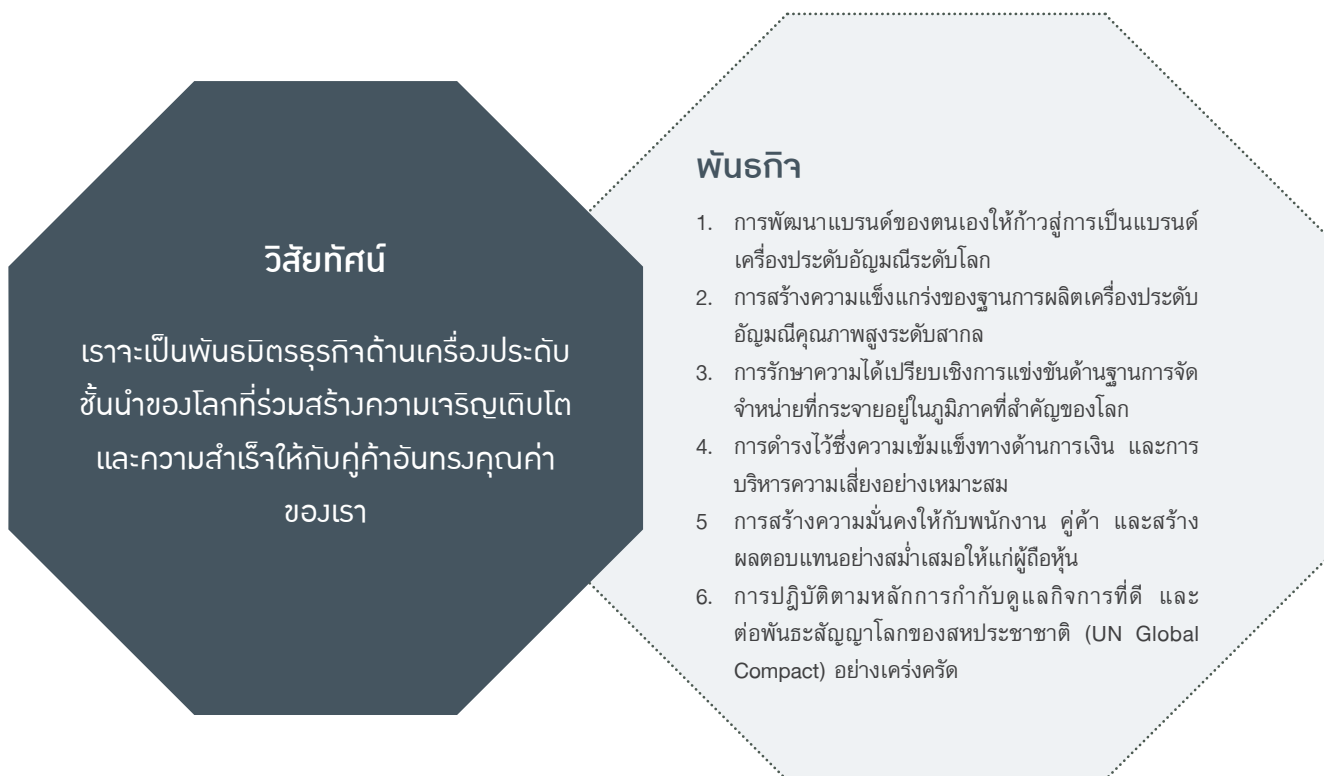 วิสัยทัศน์
เราจะเป็นพันธมิตรธุรกิจด้านเครื่องประดับ
ชั้นนำของโลกที่ร่วมสร้างความเจริญเติบโต
และความสำเร็จให้กับคู่ค้าอันทรงคุณค่า
ของเรา
พันธกิจ
1. การพัฒนาแบรนด์ของตนเองให้ก้าวสู่การเป็นแบรนด์
เครื่องประดับอัญมณีระดับโลก
2. การสร้างความแข็งแกร่งของฐานการผลิตเครื่องประดับ
อัญมณีคุณภาพสูงระดับสากล
3. การรักษาความได้เปรียบเชิงการแข่งขันด้านฐานการจัด
จำหน่ายที่กระจายอยู่ในภูมิภาคที่สำคัญของโลก
4. การดำรงไว้ซึ่งความเข้มแข็งทางด้านการเงิน และการ
บริหารความเสี่ยงอย่างเหมาะสม
5 การสร้างความมั่นคงให้กับพนักงาน คู่ค้า และสร้าง
ผลตอบแทนอย่างสม่ำเสมอให้แก่ผู้ถือหุ้น
6. การปฎิบัติตามหลักการกำกับดูแลกิจการที่ดี และ
ต่อพันธะสัญญาโลกของสหประชาชาติ (UN Global
Compact) อย่างเคร่งครัด